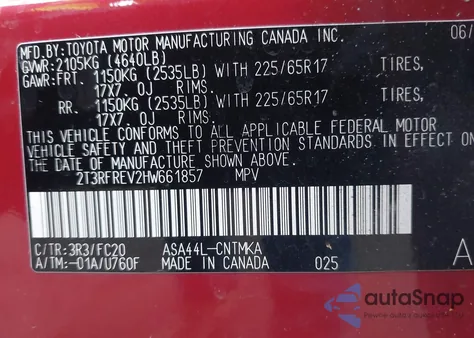 MFD.BY:TOYOTA MOTOR MANUFACTURING CANADA INC. 06/
GVWR:2105KG (4640LB)
GAWR:FRT. 1150KG (2535LB) WITH 225/65R17 TIRES,
17X7. OJ RIMS.
RR. 1150KG (2535LB) WITH 225/65R17 TIRES,
17X7. OJ RIMS.
THIS VEHICLE CONFORMS TO ALL APPLICABLE FEDERAL MOTOR
VEHICLE SAFETY AND THEFT PREVENTION STANDARDS IN EFFECT ON
THE DATE OF MANUFACTURE SHOWN ABOVE.
2T3RFREV2HW661857 MPV
C/TR:3R3/FC20 ASA44L-CNTMKA A
A/TM:-01A/U760F MADE IN CANADA 025
autoSnap